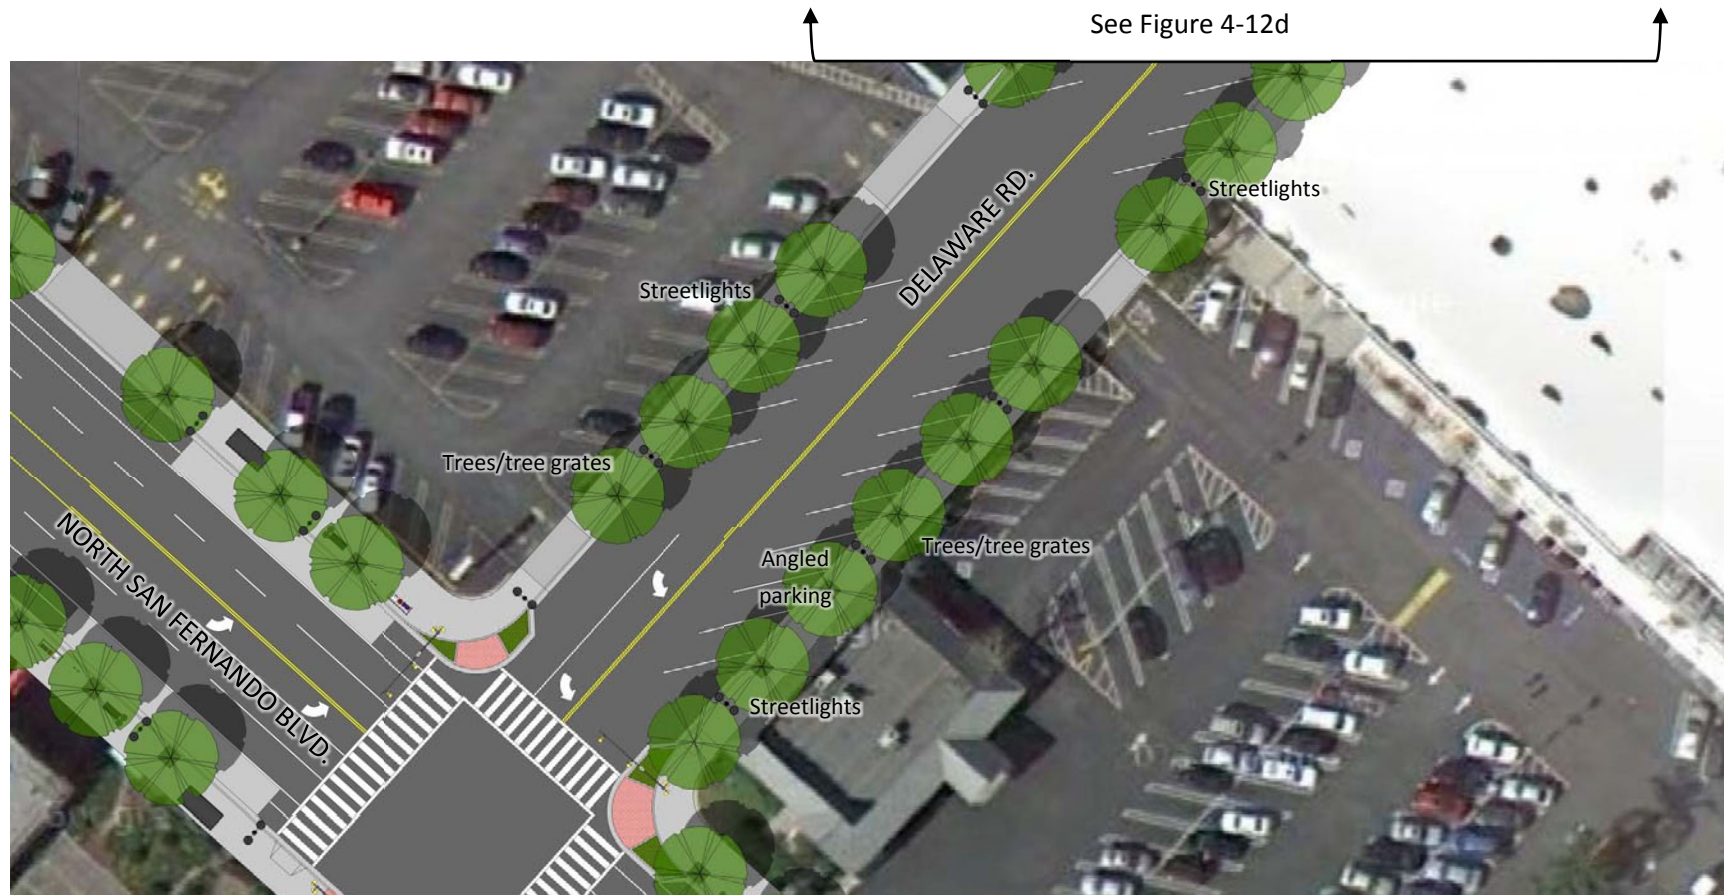 See Figure 4-12d
DELAWARE RD.
Streetlights
Streetlights
Trees/tree grates
NORTH SAN FERNANDO BLVD.
Angled
parking
Trees/tree grates
Streetlights